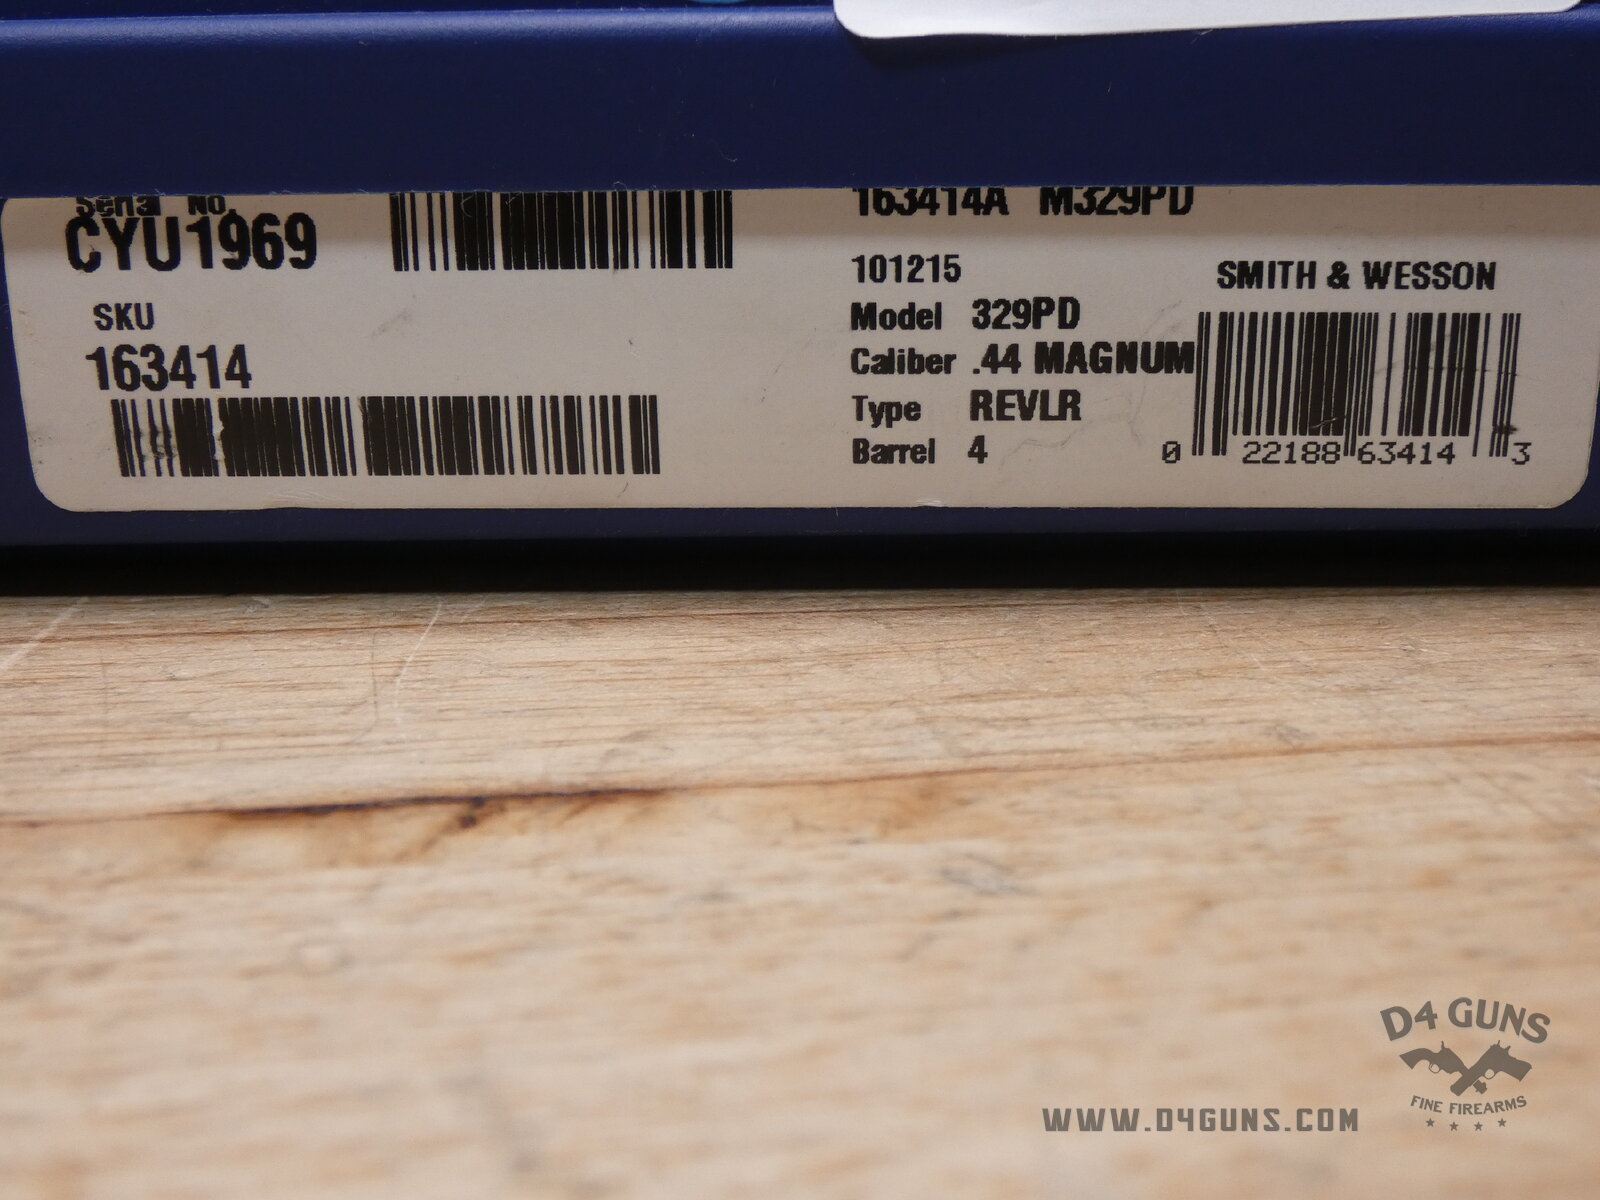 Serial No.
CYU1969
SKU
163414
163414A M329PD
101215
Model 329PD
Caliber .44 MAGNUM
Type REVLR
Barrel 4
SMITH & WESSON
0 22188 63414 3
D4 GUNS
FINE FIREARMS
WWW.D4GUNS.COM